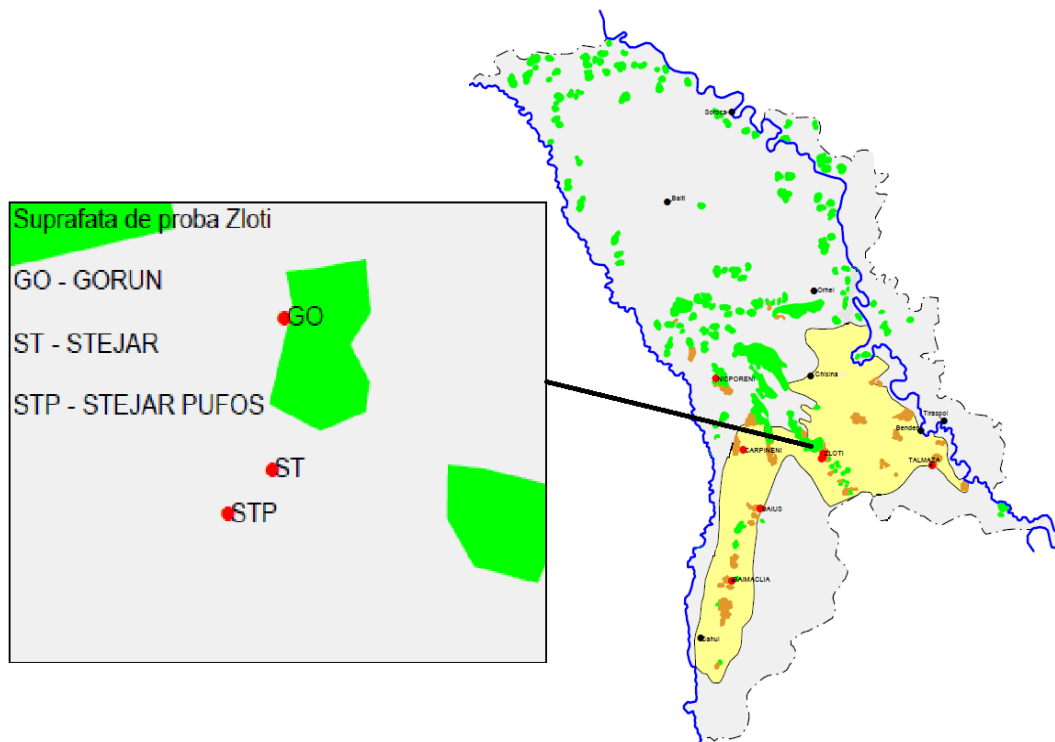 Suprafata de proba Zloti
GO - GORUN
GO
ST - STEJAR
STP - STEJAR PUFOS
ST
STP
Soroca
Balti
Orhei
NICPORENI
Chisina
Tiraspol
Bender
CARPINENI
ZLOTI
TALMAZA
BAIUS
BAIMACLIA
Cahul